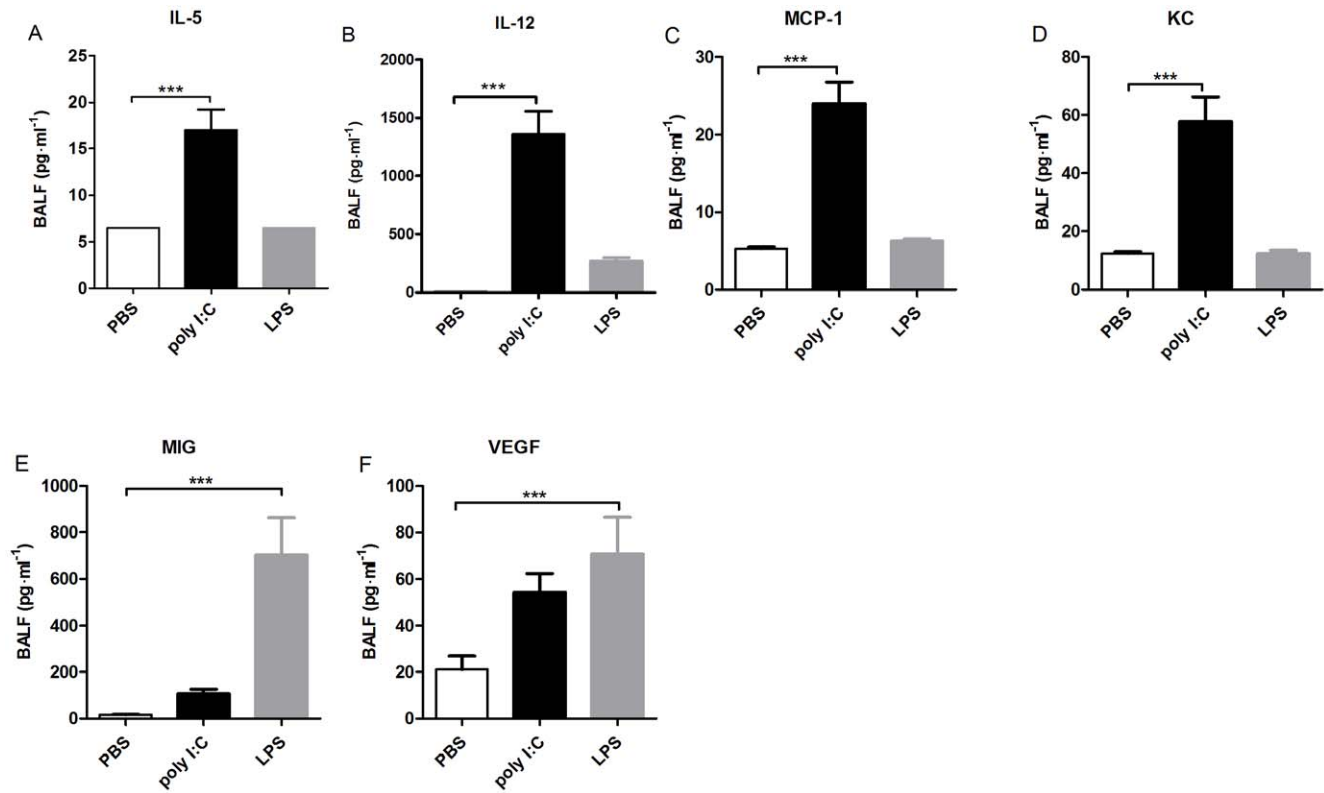 A
IL-5
BALF (pg·ml⁻¹)
25
20
15
10
5
0
***
PBS
poly I:C
LPS
B
IL-12
BALF (pg·ml⁻¹)
2000
1500
1000
500
0
***
PBS
poly I:C
LPS
C
MCP-1
BALF (pg·ml⁻¹)
30
20
10
0
***
PBS
poly I:C
LPS
D
KC
BALF (pg·ml⁻¹)
80
60
40
20
0
***
PBS
poly I:C
LPS
E
MIG
BALF (pg·ml⁻¹)
1000
800
600
400
200
0
***
PBS
poly I:C
LPS
F
VEGF
BALF (pg·ml⁻¹)
100
80
60
40
20
0
***
PBS
poly I:C
LPS